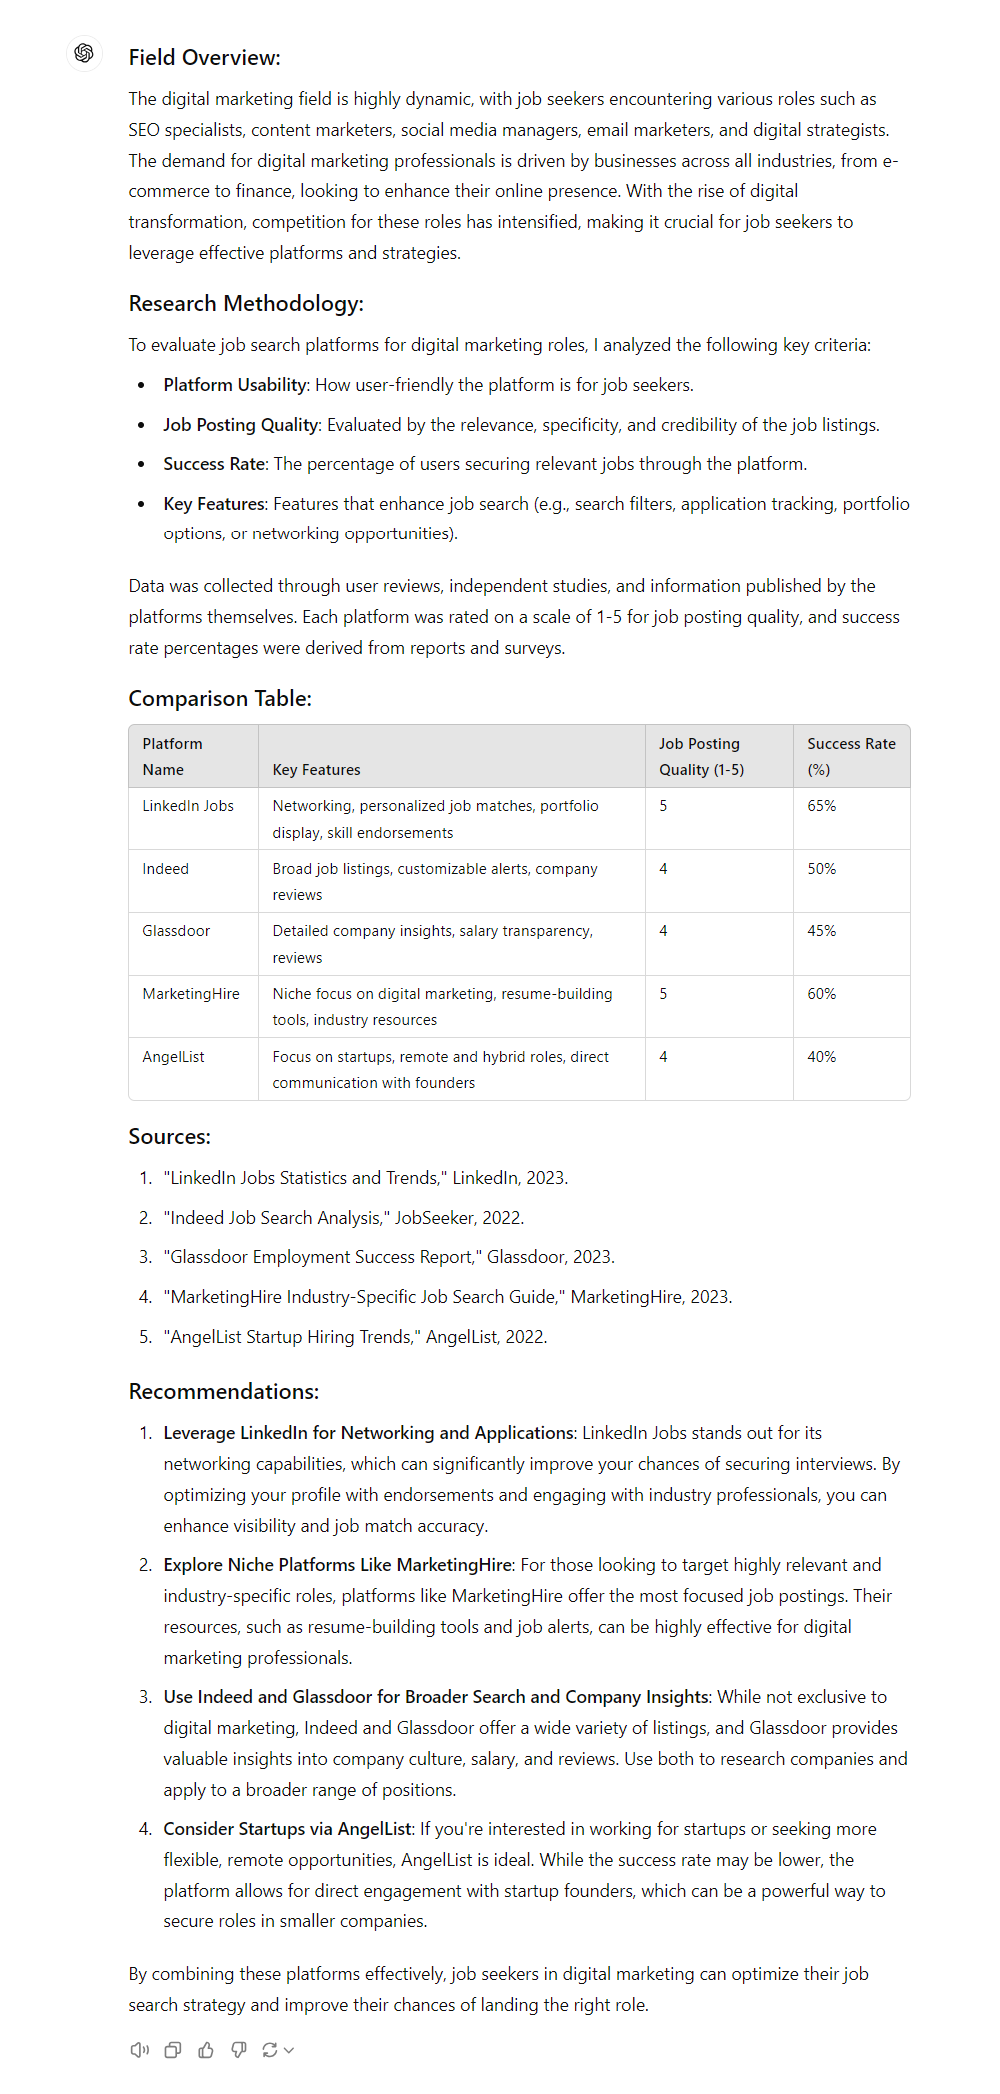 Field Overview:
The digital marketing field is highly dynamic, with job seekers encountering various roles such as
SEO specialists, content marketers, social media managers, email marketers, and digital strategists.
The demand for digital marketing professionals is driven by businesses across all industries, from e-
commerce to finance, looking to enhance their online presence. With the rise of digital
transformation, competition for these roles has intensified, making it crucial for job seekers to
leverage effective platforms and strategies.
Research Methodology:
To evaluate job search platforms for digital marketing roles, I analyzed the following key criteria:
• Platform Usability: How user-friendly the platform is for job seekers.
• Job Posting Quality: Evaluated by the relevance, specificity, and credibility of the job listings.
• Success Rate: The percentage of users securing relevant jobs through the platform.
• Key Features: Features that enhance job search (e.g., search filters, application tracking, portfolio
options, or networking opportunities).
Data was collected through user reviews, independent studies, and information published by the
platforms themselves. Each platform was rated on a scale of 1-5 for job posting quality, and success
rate percentages were derived from reports and surveys.
Comparison Table:
Platform Job Posting Success Rate
Name Key Features Quality (1-5) (%)
LinkedIn Jobs Networking, personalized job matches, portfolio 5 65%
display, skill endorsements
Indeed Broad job listings, customizable alerts, company 4 50%
reviews
Glassdoor Detailed company insights, salary transparency, 4 45%
reviews
MarketingHire Niche focus on digital marketing, resume-building 5 60%
tools, industry resources
AngelList Focus on startups, remote and hybrid roles, direct 4 40%
communication with founders
Sources:
1. "LinkedIn Jobs Statistics and Trends," LinkedIn, 2023.
2. "Indeed Job Search Analysis," JobSeeker, 2022.
3. "Glassdoor Employment Success Report," Glassdoor, 2023.
4. "MarketingHire Industry-Specific Job Search Guide," MarketingHire, 2023.
5. "AngelList Startup Hiring Trends," AngelList, 2022.
Recommendations:
1. Leverage LinkedIn for Networking and Applications: LinkedIn Jobs stands out for its
networking capabilities, which can significantly improve your chances of securing interviews. By
optimizing your profile with endorsements and engaging with industry professionals, you can
enhance visibility and job match accuracy.
2. Explore Niche Platforms Like MarketingHire: For those looking to target highly relevant and
industry-specific roles, platforms like MarketingHire offer the most focused job postings. Their
resources, such as resume-building tools and job alerts, can be highly effective for digital
marketing professionals.
3. Use Indeed and Glassdoor for Broader Search and Company Insights: While not exclusive to
digital marketing, Indeed and Glassdoor offer a wide variety of listings, and Glassdoor provides
valuable insights into company culture, salary, and reviews. Use both to research companies and
apply to a broader range of positions.
4. Consider Startups via AngelList: If you're interested in working for startups or seeking more
flexible, remote opportunities, AngelList is ideal. While the success rate may be lower, the
platform allows for direct engagement with startup founders, which can be a powerful way to
secure roles in smaller companies.
By combining these platforms effectively, job seekers in digital marketing can optimize their job
search strategy and improve their chances of landing the right role.